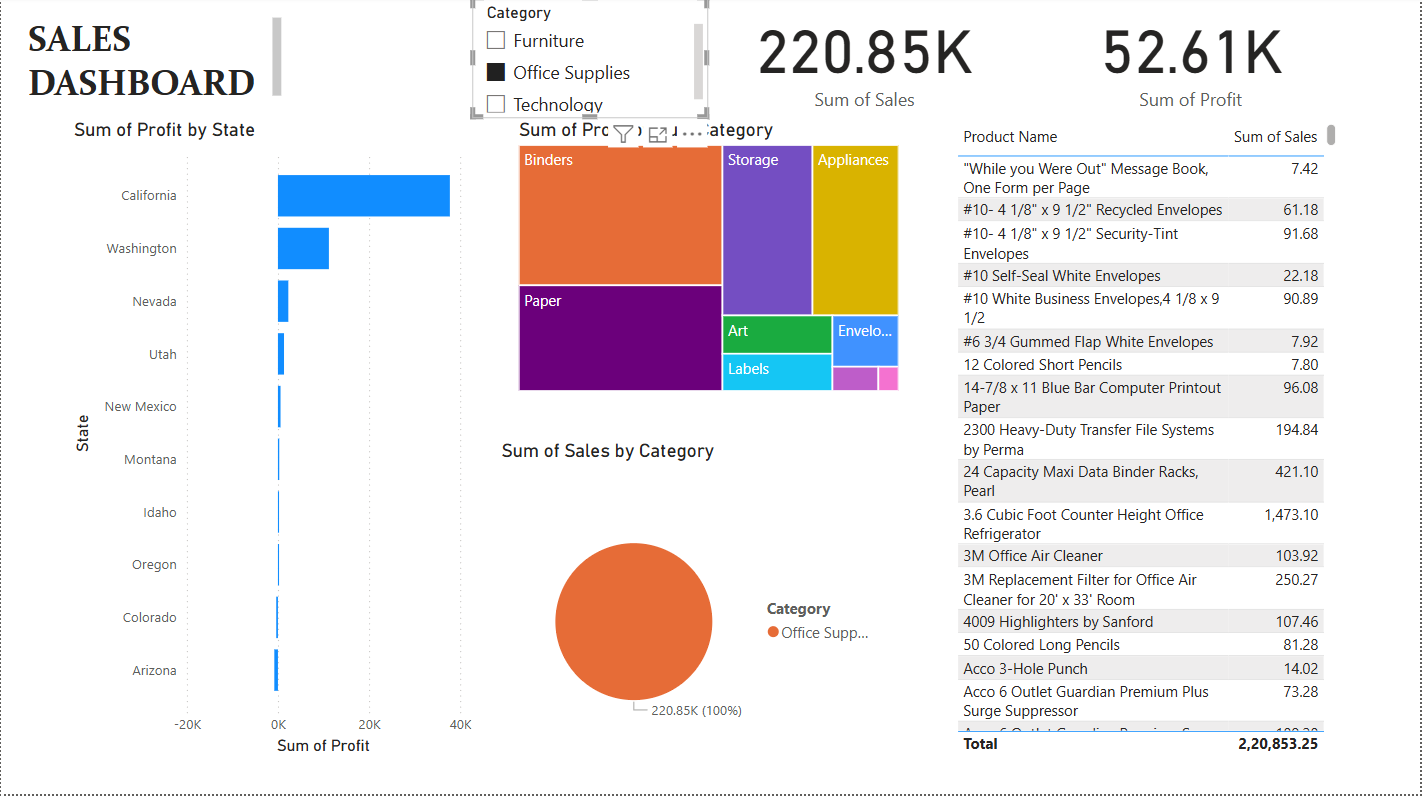 SALES
DASHBOARD
Category
Furniture
Office Supplies
Technology
220.85K
Sum of Sales
52.61K
Sum of Profit
Sum of Profit by State
California
Washington
Nevada
Utah
New Mexico
Montana
Idaho
Oregon
Colorado
Arizona
State
-20K 0K 20K 40K
Sum of Profit
Sum of Category
Binders
Paper
Storage
Appliances
Art
Labels
Envelo...
Sum of Sales by Category
220.85K (100%)
Category
Office Supp...
Product Name Sum of Sales
"While you Were Out" Message Book, 7.42
One Form per Page
#10- 4 1/8" x 9 1/2" Recycled Envelopes 61.18
#10- 4 1/8" x 9 1/2" Security-Tint 91.68
Envelopes
#10 Self-Seal White Envelopes 22.18
#10 White Business Envelopes,4 1/8 x 9 90.89
1/2
#6 3/4 Gummed Flap White Envelopes 7.92
12 Colored Short Pencils 7.80
14-7/8 x 11 Blue Bar Computer Printout 96.08
Paper
2300 Heavy-Duty Transfer File Systems 194.84
by Perma
24 Capacity Maxi Data Binder Racks, 421.10
Pearl
3.6 Cubic Foot Counter Height Office 1,473.10
Refrigerator
3M Office Air Cleaner 103.92
3M Replacement Filter for Office Air 250.27
Cleaner for 20' x 33' Room
4009 Highlighters by Sanford 107.46
50 Colored Long Pencils 81.28
Acco 3-Hole Punch 14.02
Acco 6 Outlet Guardian Premium Plus 73.28
Surge Suppressor
Total 2,20,853.25